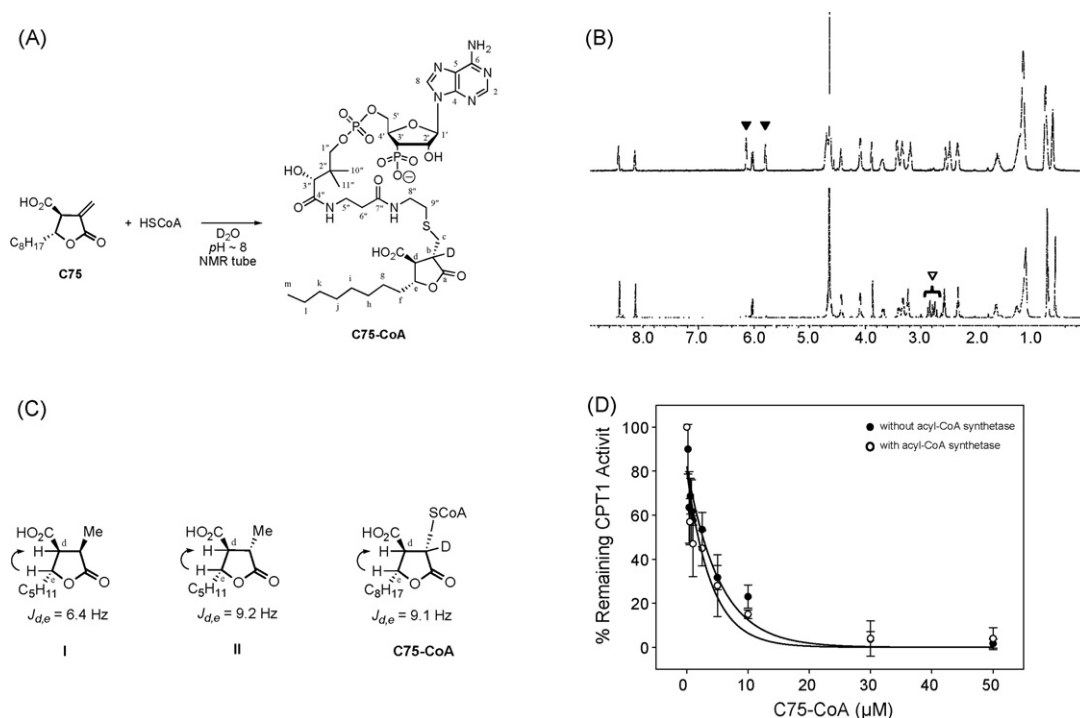 (A)
NH2
6
N
5
N
8
N
4
N
2
5'
O
O
P
O
O
O
4'
1'
3'
2'
O
P
O
O
O
OH
O
1''
HO
2''
10''
3''
11''
O
4''
N
H
5''
6''
O
7''
N
H
8''
9''
S
c
HO2C
d
b
D
e
a
O
O
m
l
k
j
i
h
g
f
C75-CoA
HO2C
C8H17
O
O
C75
+ HSCoA
D2O
pH ~ 8
NMR tube
(B)
8.0 7.0 6.0 5.0 4.0 3.0 2.0 1.0
(C)
HO2C
Me
H
d
H
H
e
O
O
C5H11
Jd,e = 6.4 Hz
I
HO2C
Me
H
d
H
e
O
O
C5H11
Jd,e = 9.2 Hz
II
SCoA
HO2C
H
d
D
H
e
O
O
C8H17
Jd,e = 9.1 Hz
C75-CoA
(D)
% Remaining CPT1 Activit
100
80
60
40
20
0
without acyl-CoA synthetase
with acyl-CoA synthetase
0 10 20 30 40 50
C75-CoA (µM)